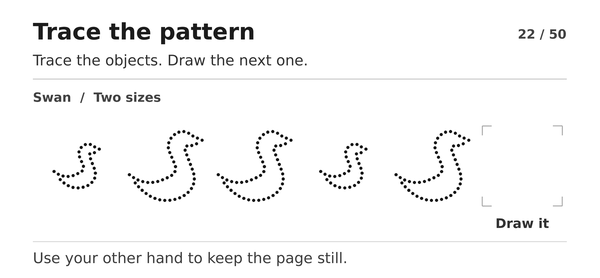 Trace the pattern
22 / 50
Trace the objects. Draw the next one.
Swan / Two sizes
Draw it
Use your other hand to keep the page still.